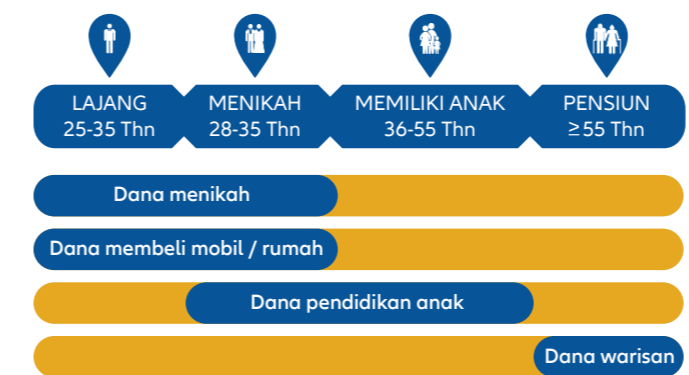 LAJANG
25-35 Thn
MENIKAH
28-35 Thn
MEMILIKI ANAK
36-55 Thn
PENSIUN
≥55 Thn
Dana menikah
Dana membeli mobil / rumah
Dana pendidikan anak
Dana warisan